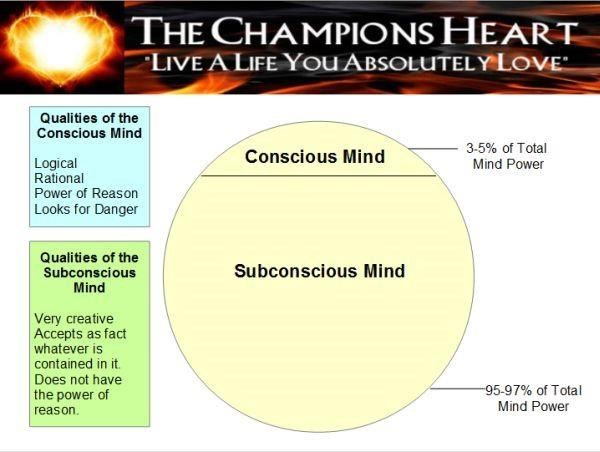 THE CHAMPIONS HEART
"LIVE A LIFE YOU ABSOLUTELY LOVE"
Qualities of the
Conscious Mind
Logical
Rational
Power of Reason
Looks for Danger
Conscious Mind
3-5% of Total
Mind Power
Qualities of the
Subconscious
Mind
Very creative
Accepts as fact
whatever is
contained in it.
Does not have
the power of
reason.
Subconscious Mind
95-97% of Total
Mind Power